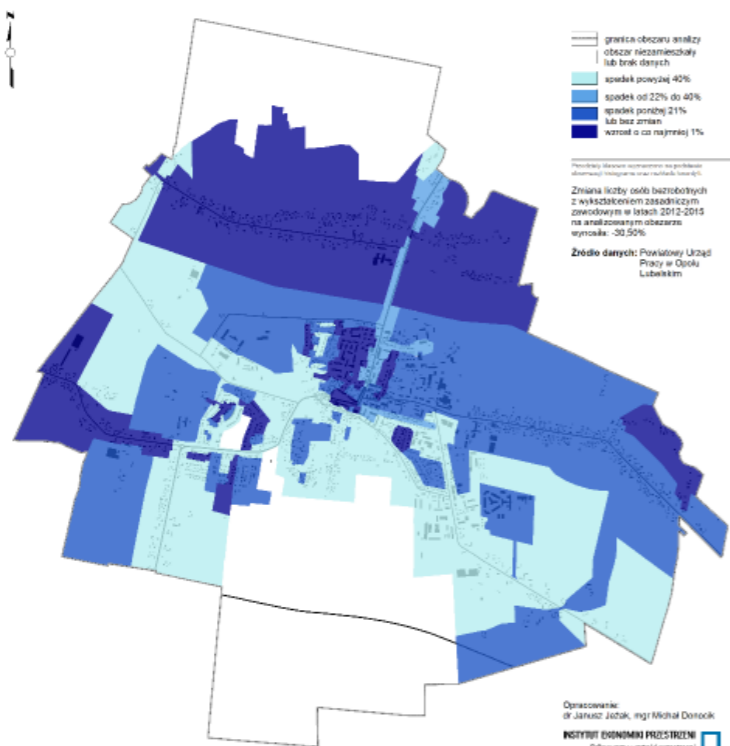 N
granica obszaru analizy
obszar niezamieszkały
lub brak danych
spadek powyżej 40%
spadek od 22% do 40%
spadek poniżej 21%
lub bez zmian
wzrost o co najmniej 1%
Zmiana liczby osób bezrobotnych
z wykształceniem zasadniczym
zawodowym w latach 2012-2015
na analizowanym obszarze
wynosiła: -30,50%
Źródło danych: Powiatowy Urząd
Pracy w Opolu
Lubelskim
Opracowanie:
dr Janusz Jeżak, mgr Michał Donocik
INSTYTUT EKONOMIKI PRZESTRZENI